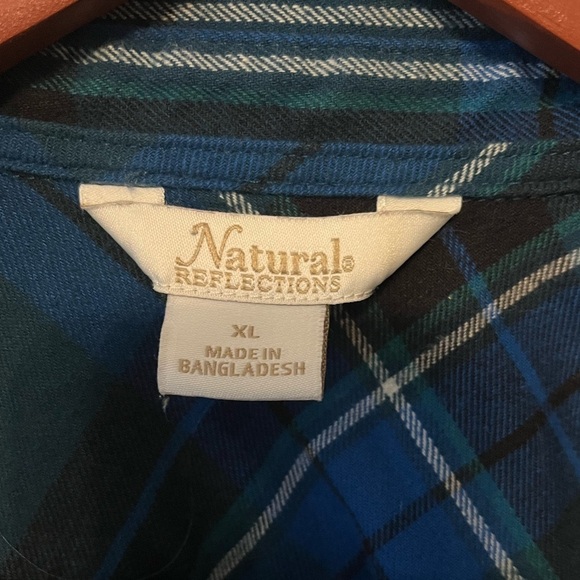 Natural®
REFLECTIONS
XL
MADE IN
BANGLADESH